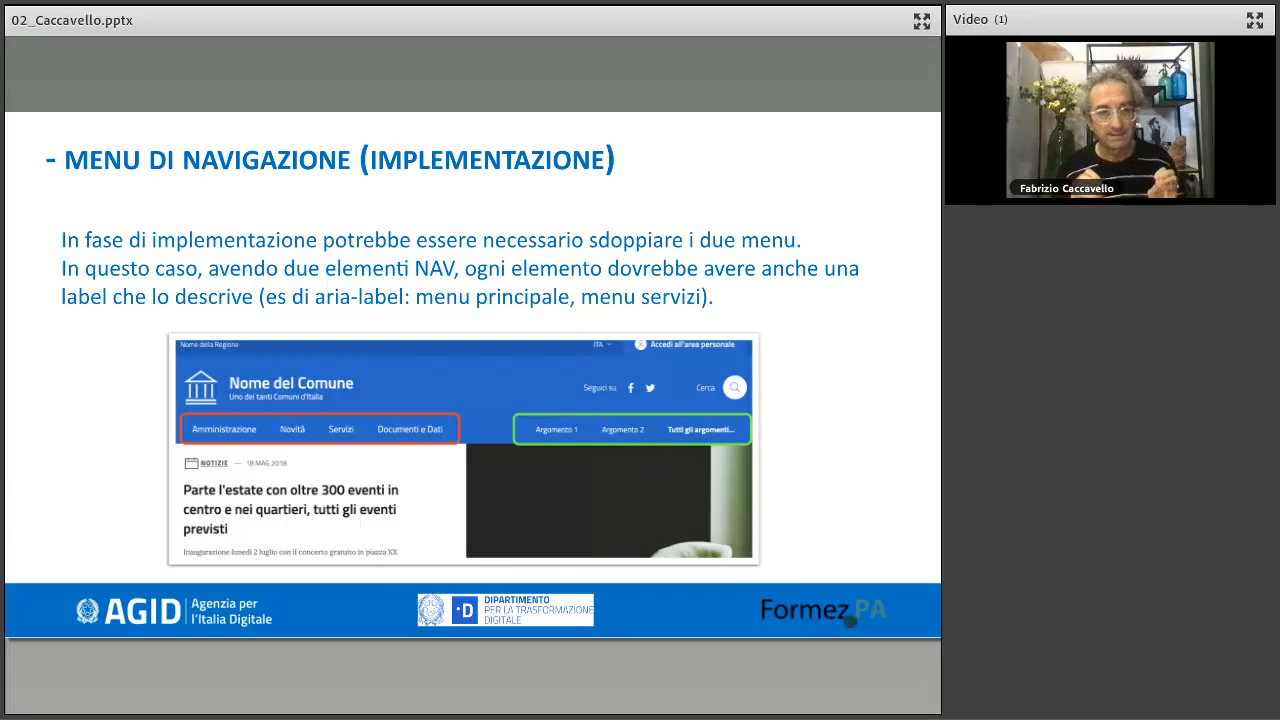 02_Caccavello.pptx
Video (1)
Fabrizio Caccavello
- MENU DI NAVIGAZIONE (IMPLEMENTAZIONE)
In fase di implementazione potrebbe essere necessario sdoppiare i due menu.
In questo caso, avendo due elementi NAV, ogni elemento dovrebbe avere anche una
label che lo descrive (es di aria-label: menu principale, menu servizi).
Nome della Regione ITA Accedi all'area personale
Nome del Comune
Uno dei tanti Comuni d'Italia
Seguici su Cerca
Amministrazione Novità Servizi Documenti e Dati Argomento 1 Argomento 2 Tutti gli argomenti...
NOTIZIE — 18 MAG,2018
Parte l'estate con oltre 300 eventi in
centro e nei quartieri, tutti gli eventi
previsti
Inaugurazione lunedì 2 luglio con il concerto gratuito in piazza XX
AGID Agenzia per
l'Italia Digitale
·D DIPARTIMENTO
PER LA TRASFORMAZIONE
DIGITALE
Formez PA